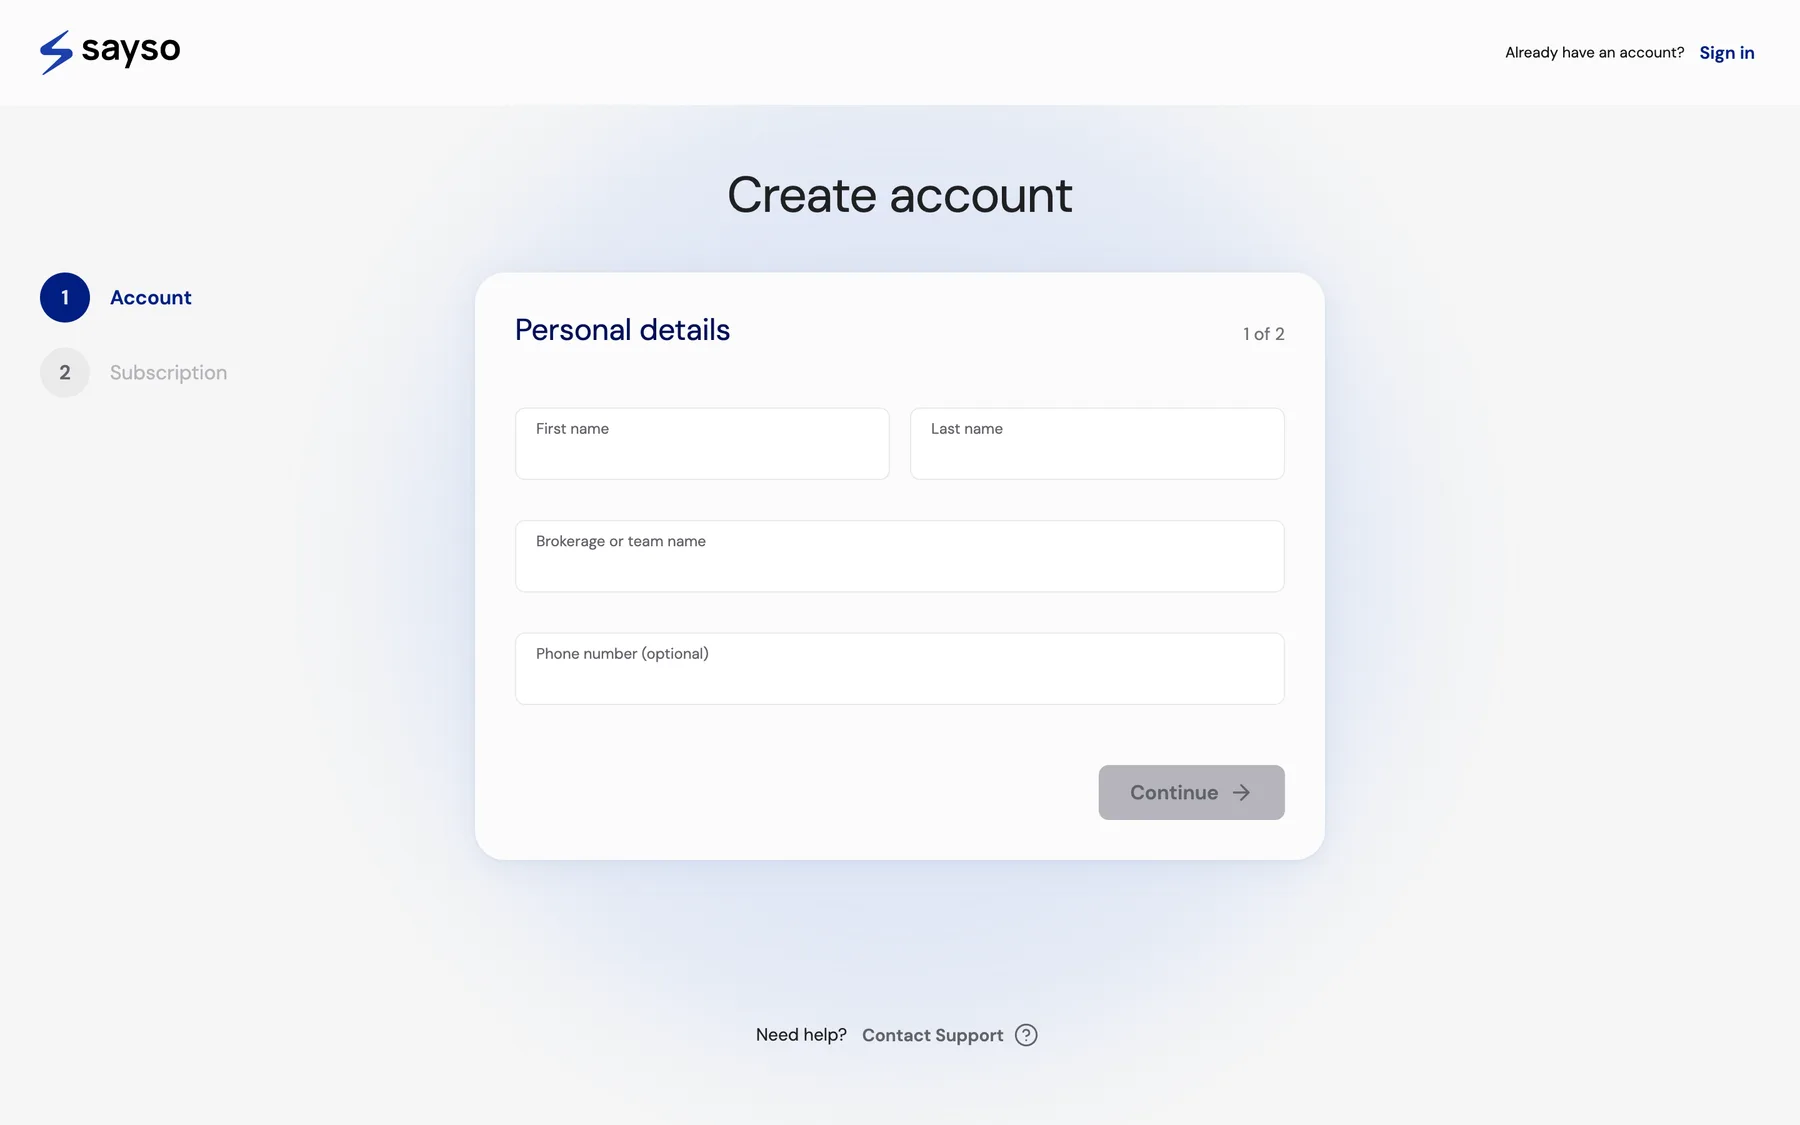 sayso
Already have an account? Sign in
Create account
1 Account
2 Subscription
Personal details
1 of 2
First name
Last name
Brokerage or team name
Phone number (optional)
Continue
Need help? Contact Support ?